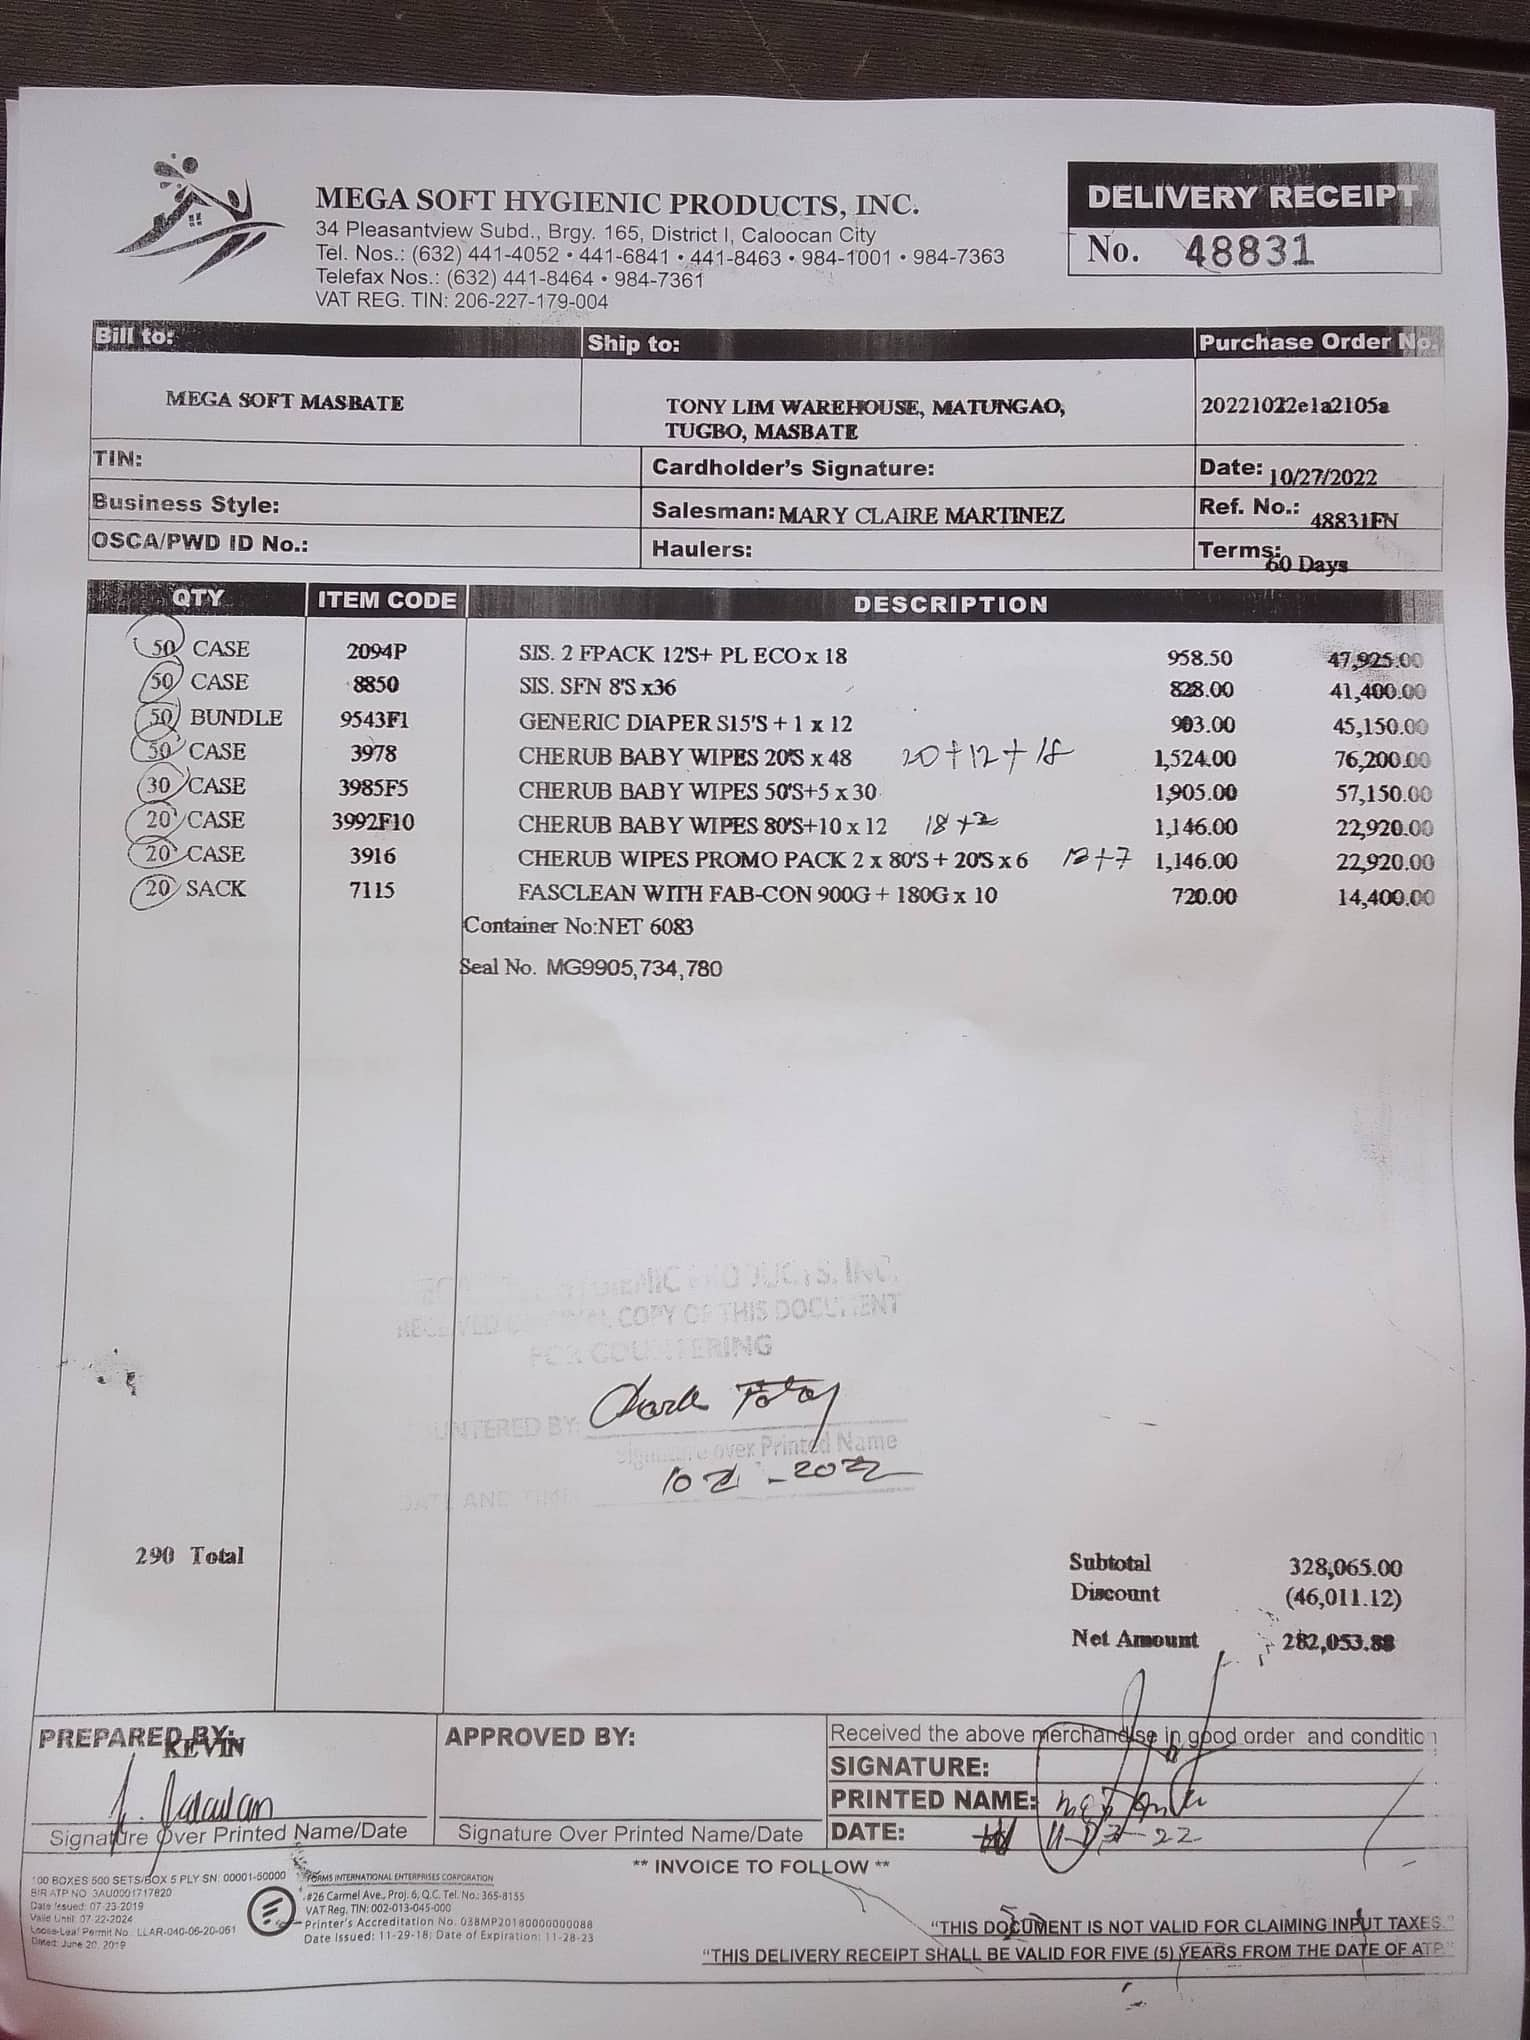 MEGA SOFT HYGIENIC PRODUCTS, INC.
34 Pleasantview Subd., Brgy. 165, District I, Caloocan City
Tel. Nos.: (632) 441-4052 • 441-6841 • 441-8463 • 984-1001 • 984-7363
Telefax Nos.: (632) 441-8464 • 984-7361
VAT REG. TIN: 206-227-179-004
DELIVERY RECEIPT
No. 48831
Bill to: Ship to: Purchase Order No.
MEGA SOFT MASBATE
TONY LIM WAREHOUSE, MATUNGAO,
TUGBO, MASBATE
20221022e1a2105a
TIN: Cardholder's Signature: Date: 10/27/2022
Business Style: Salesman: MARY CLAIRE MARTINEZ Ref. No.: 48831FN
OSCA/PWD ID No.: Haulers: Terms: 60 Days
QTY ITEM CODE DESCRIPTION
50 CASE 2094P SIS. 2 FPACK 12'S+ PL ECO x 18 958.50 47,925.00
50 CASE 8850 SIS. SFN 8'S x36 828.00 41,400.00
50 BUNDLE 9543F1 GENERIC DIAPER S15'S + 1 x 12 903.00 45,150.00
50 CASE 3978 CHERUB BABY WIPES 20'S x 48 20+12+18 1,524.00 76,200.00
30 CASE 3985F5 CHERUB BABY WIPES 50'S+5 x 30 1,905.00 57,150.00
20 CASE 3992F10 CHERUB BABY WIPES 80'S+10 x 12 18+2 1,146.00 22,920.00
20 CASE 3916 CHERUB WIPES PROMO PACK 2 x 80'S + 20'S x 6 12+7 1,146.00 22,920.00
20 SACK 7115 FASCLEAN WITH FAB-CON 900G + 180G x 10 720.00 14,400.00
Container No:NET 6083
Seal No. MG9905,734,780
HYGIENIC PRODUCTS, INC.
RECEIVED ORIGINAL COPY OF THIS DOCUMENT
FOR COUNTERING
COUNTERED BY:
Signature over Printed Name
DATE AND TIME
290 Total
Subtotal 328,065.00
Discount (46,011.12)
Net Amount 282,053.88
PREPARED BY:
KEVIN
Signature Over Printed Name/Date
APPROVED BY:
Signature Over Printed Name/Date
Received the above merchandise in good order and condition
SIGNATURE:
PRINTED NAME:
DATE:
100 BOXES 500 SETS/BOX 5 PLY SN: 00001-50000
BIR ATP NO. 3AU0001717820
Date Issued: 07-23-2019
Valid Until: 07-22-2024
Loose-Leaf Permit No.: LLAR-040-06-20-061
Dated: June 20, 2019
FORMS INTERNATIONAL ENTERPRISES CORPORATION
#26 Carmel Ave., Proj. 6, Q.C. Tel. No.: 365-8155
VAT Reg. TIN: 002-013-045-000
Printer's Accreditation No. 038MP20180000000088
Date Issued: 11-29-18; Date of Expiration: 11-28-23
** INVOICE TO FOLLOW **
"THIS DOCUMENT IS NOT VALID FOR CLAIMING INPUT TAXES."
"THIS DELIVERY RECEIPT SHALL BE VALID FOR FIVE (5) YEARS FROM THE DATE OF ATP."